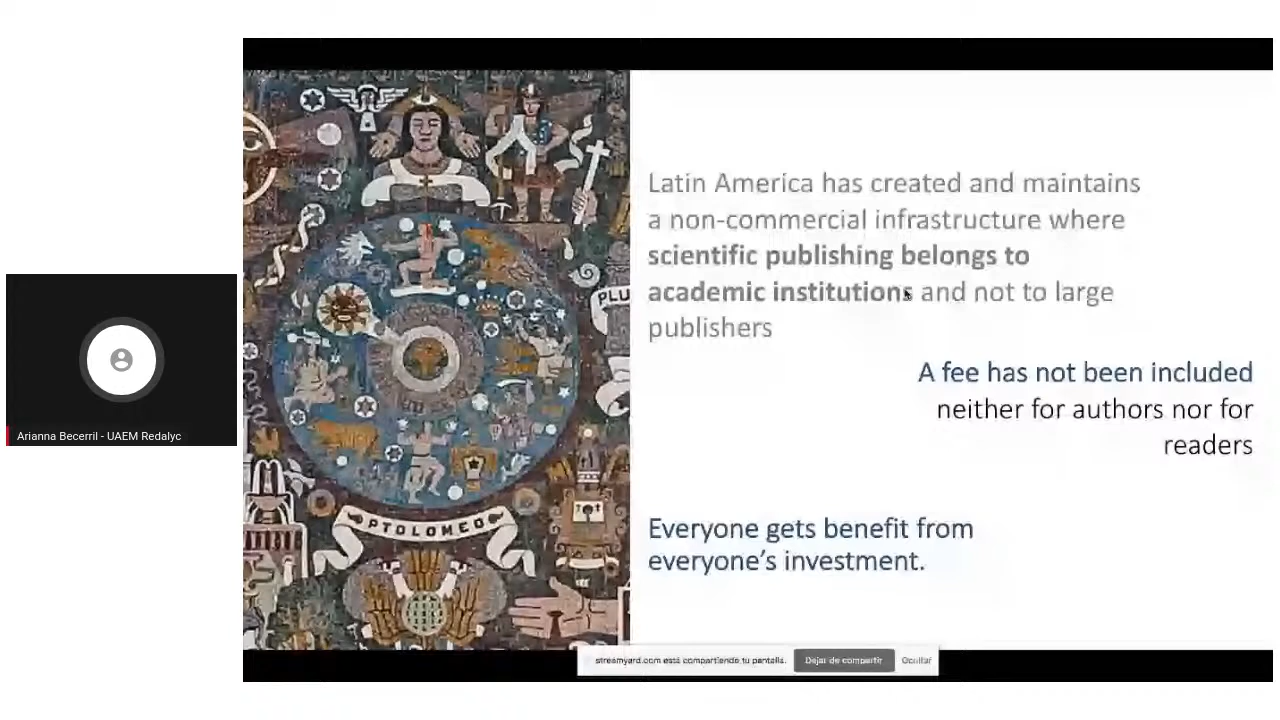 Latin America has created and maintains
a non-commercial infrastructure where
scientific publishing belongs to
academic institutions and not to large
publishers
A fee has not been included
neither for authors nor for
readers
Everyone gets benefit from
everyone's investment.
PLU
PTOLOMEO
Arianna Becerril - UAEM Redalyc
streamyard.com está compartiendo tu pantalla.
Dejar de compartir
Ocultar